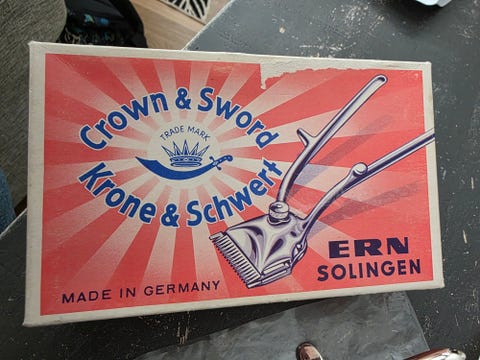 Crown & Sword
TRADE MARK
Krone & Schwert
ERN
SOLINGEN
MADE IN GERMANY